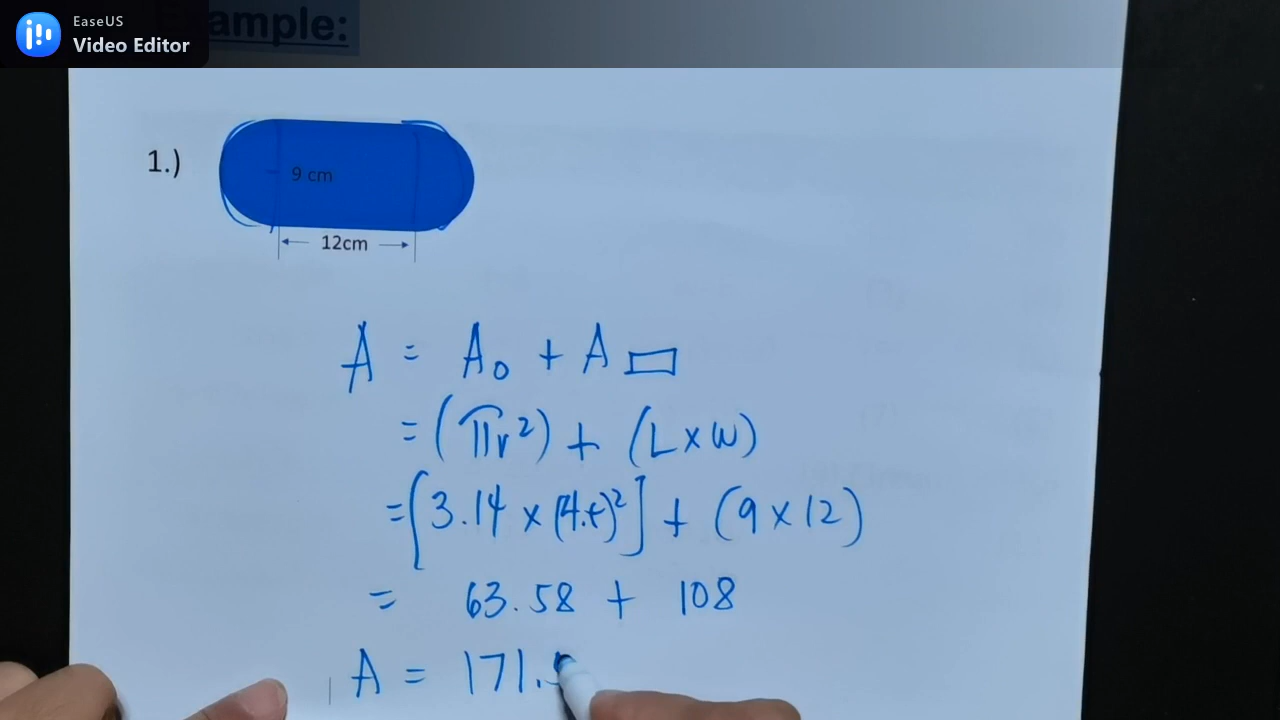 EaseUS
Video Editor
ample:
1.)
9 cm
12cm
A = A○ + A▭
= (πr²) + (L×W)
=[3.14 × (4.5)²] + (9 × 12)
= 63.58 + 108
A = 171.